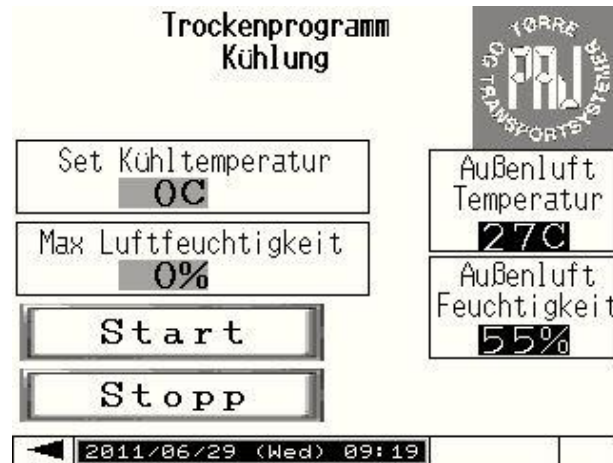 Trockenprogramm
Kühlung
TØRRE
OG TRANSPORTSYSTEMER
PAJ
Set Kühltemperatur
0C
Max Luftfeuchtigkeit
0%
Start
Stopp
Außenluft
Temperatur
27C
Außenluft
Feuchtigkeit
55%
2011/06/29 (Wed) 09:19